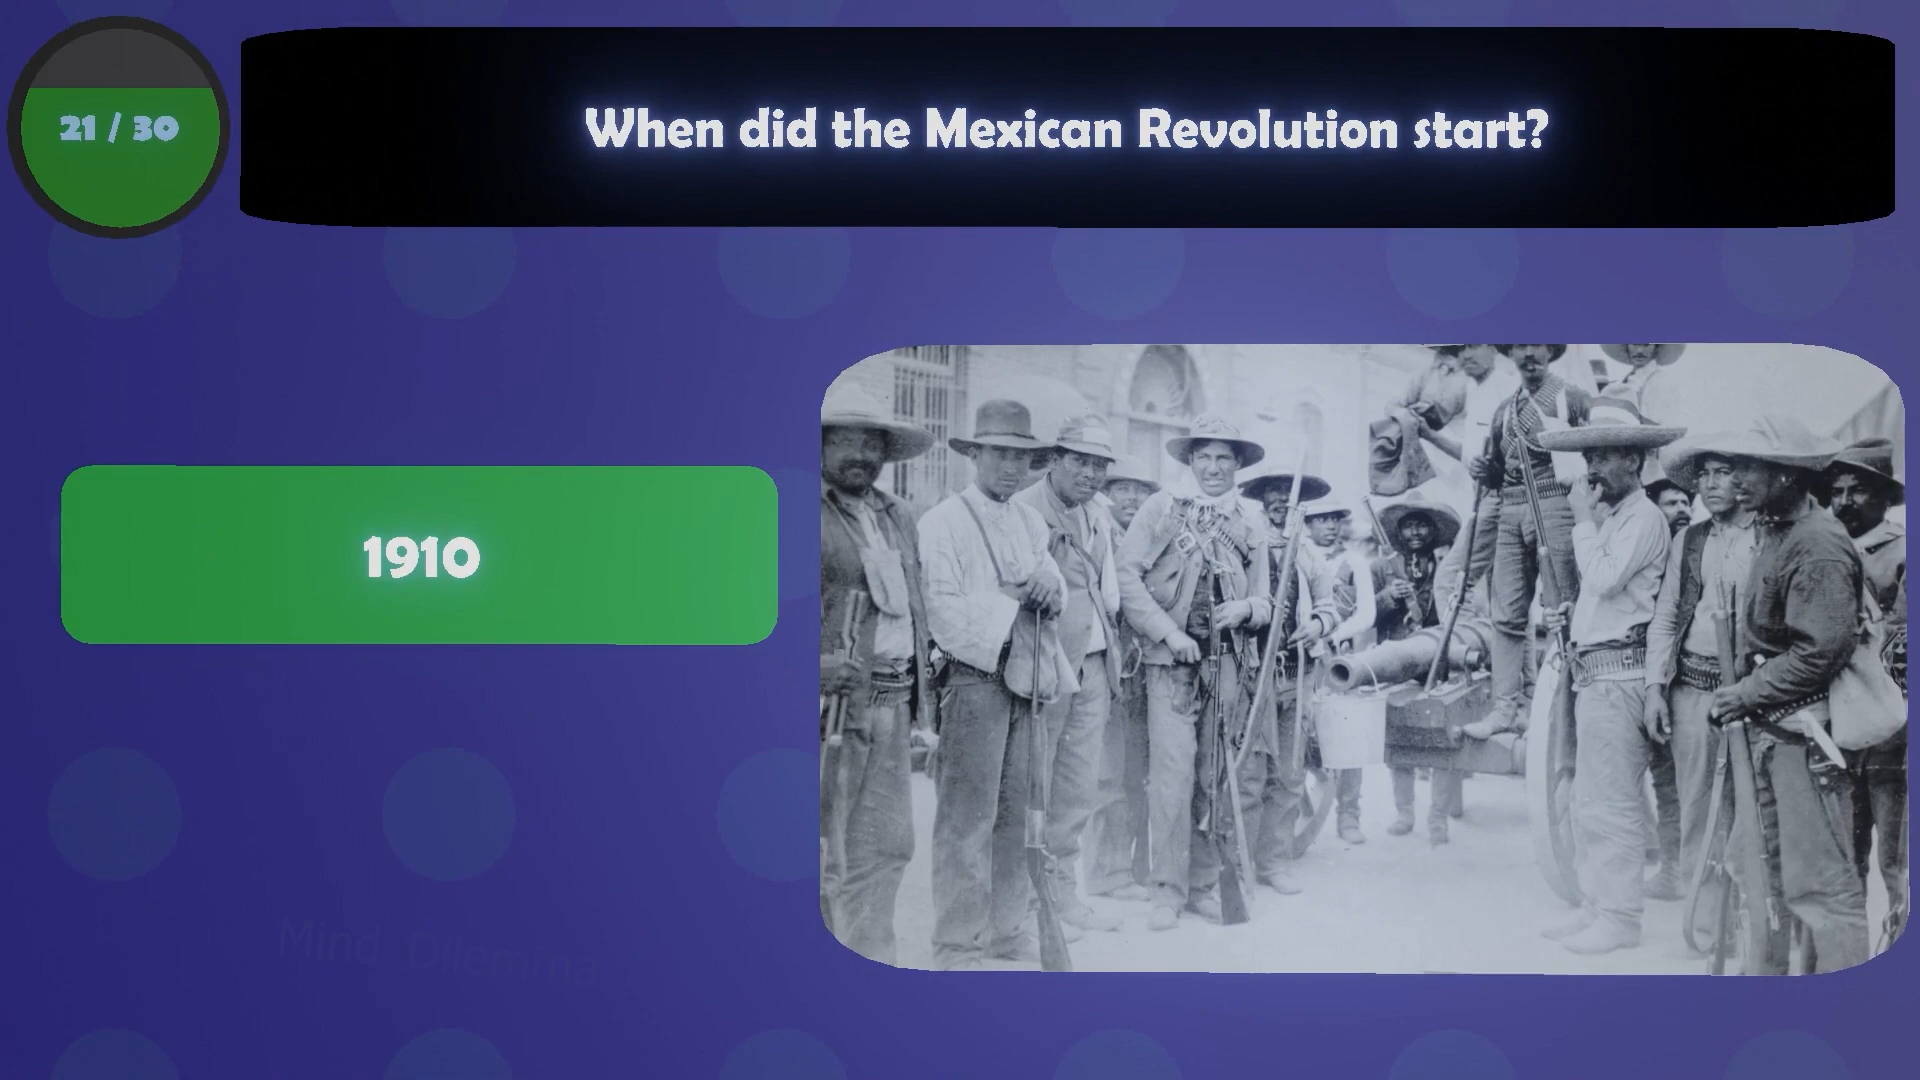 21 / 30
When did the Mexican Revolution start?
1910
Mind Dilemma